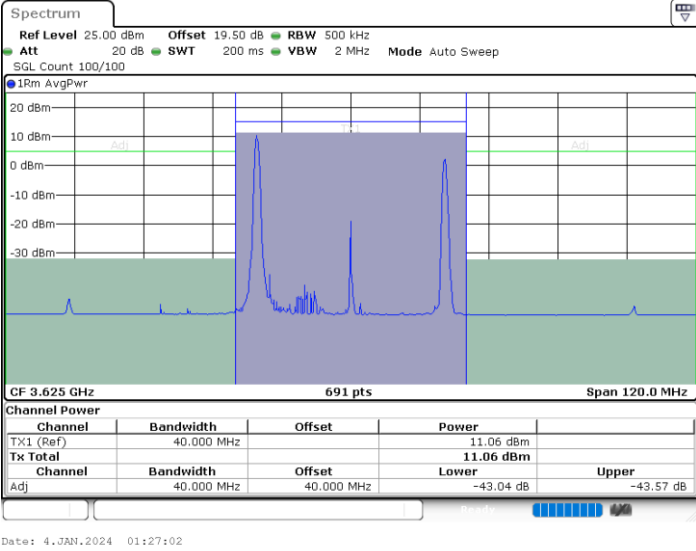 Spectrum
Ref Level 25.00 dBm Offset 19.50 dB RBW 500 kHz
Att 20 dB SWT 200 ms VBW 2 MHz Mode Auto Sweep
SGL Count 100/100
1Rm AvgPwr
20 dBm
TX1
10 dBm
Adj Adj
0 dBm
-10 dBm
-20 dBm
-30 dBm
CF 3.625 GHz 691 pts Span 120.0 MHz
Channel Power
Channel Bandwidth Offset Power
TX1 (Ref) 40.000 MHz 11.06 dBm
Tx Total 11.06 dBm
Channel Bandwidth Offset Lower Upper
Adj 40.000 MHz 40.000 MHz -43.04 dB -43.57 dB
Ready
Date: 4.JAN.2024 01:27:02